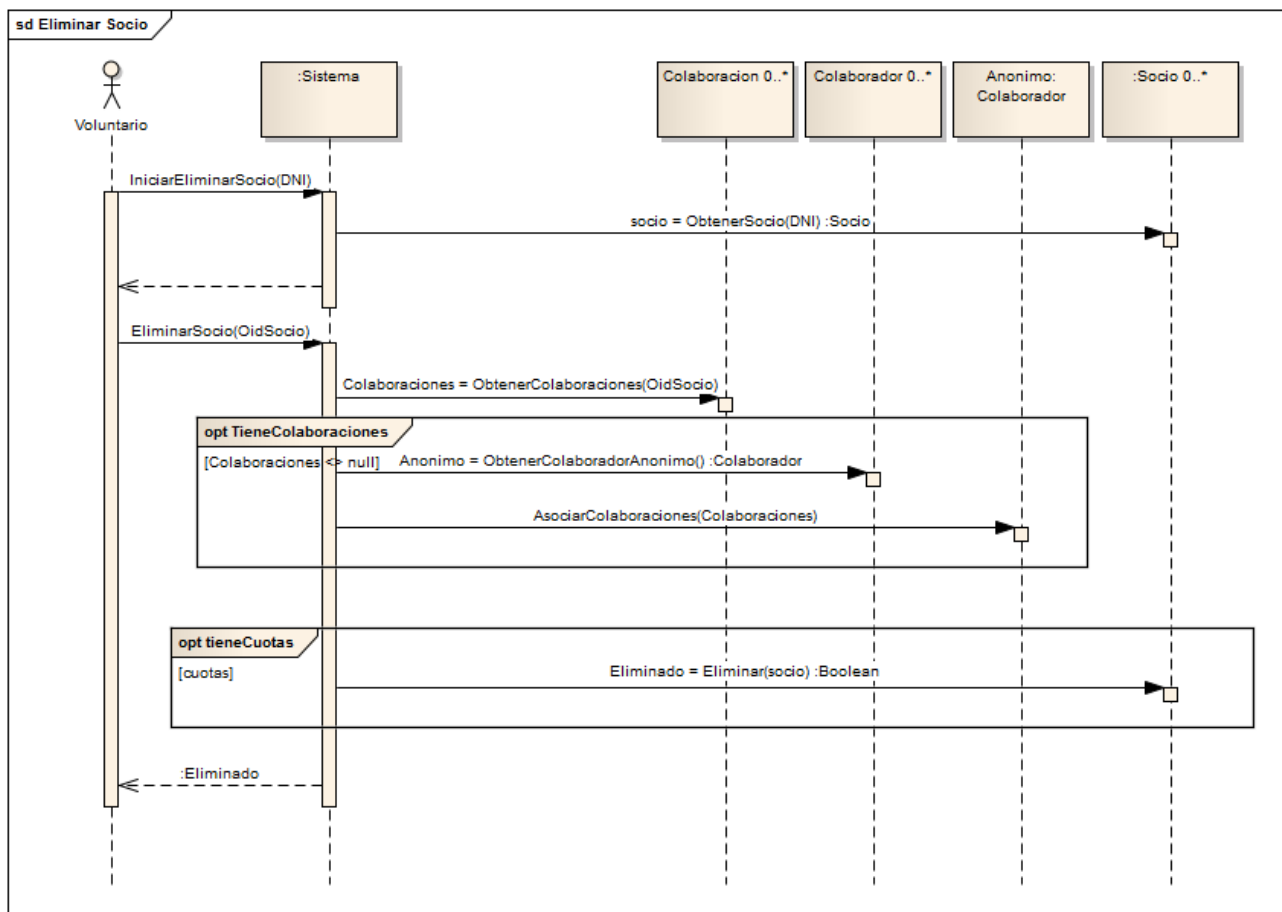 sd Eliminar Socio
Voluntario
:Sistema
Colaboracion 0..*
Colaborador 0..*
Anonimo:
Colaborador
:Socio 0..*
IniciarEliminarSocio(DNI)
socio = ObtenerSocio(DNI) :Socio
EliminarSocio(OidSocio)
Colaboraciones = ObtenerColaboraciones(OidSocio)
opt TieneColaboraciones
[Colaboraciones <> null]
Anonimo = ObtenerColaboradorAnonimo() :Colaborador
AsociarColaboraciones(Colaboraciones)
opt tieneCuotas
[cuotas]
Eliminado = Eliminar(socio) :Boolean
:Eliminado